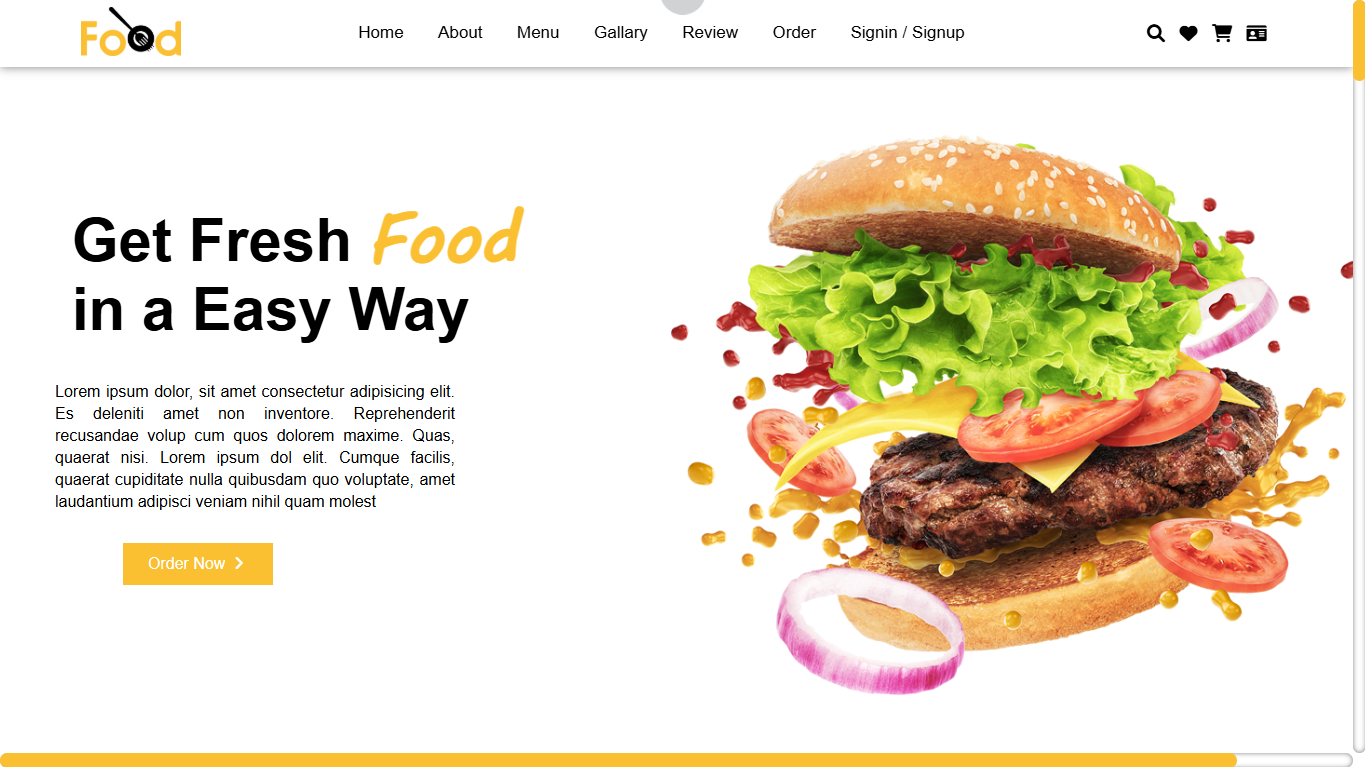 Food
Home About Menu Gallary Review Order Signin / Signup
Get Fresh Food
in a Easy Way
Lorem ipsum dolor, sit amet consectetur adipisicing elit.
Es deleniti amet non inventore. Reprehenderit
recusandae volup cum quos dolorem maxime. Quas,
quaerat nisi. Lorem ipsum dol elit. Cumque facilis,
quaerat cupiditate nulla quibusdam quo voluptate, amet
laudantium adipisci veniam nihil quam molest
Order Now